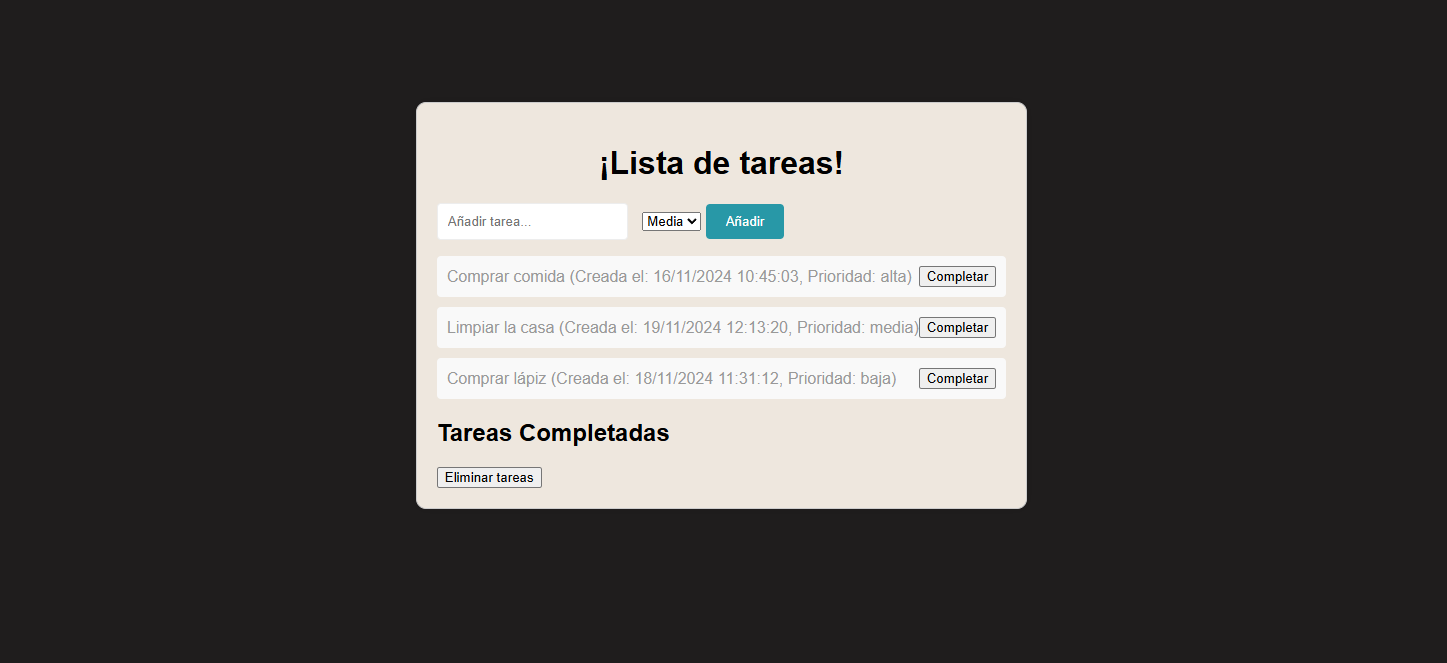 ¡Lista de tareas!
Añadir tarea... Media Añadir
Comprar comida (Creada el: 16/11/2024 10:45:03, Prioridad: alta) Completar
Limpiar la casa (Creada el: 19/11/2024 12:13:20, Prioridad: media) Completar
Comprar lápiz (Creada el: 18/11/2024 11:31:12, Prioridad: baja) Completar
Tareas Completadas
Eliminar tareas